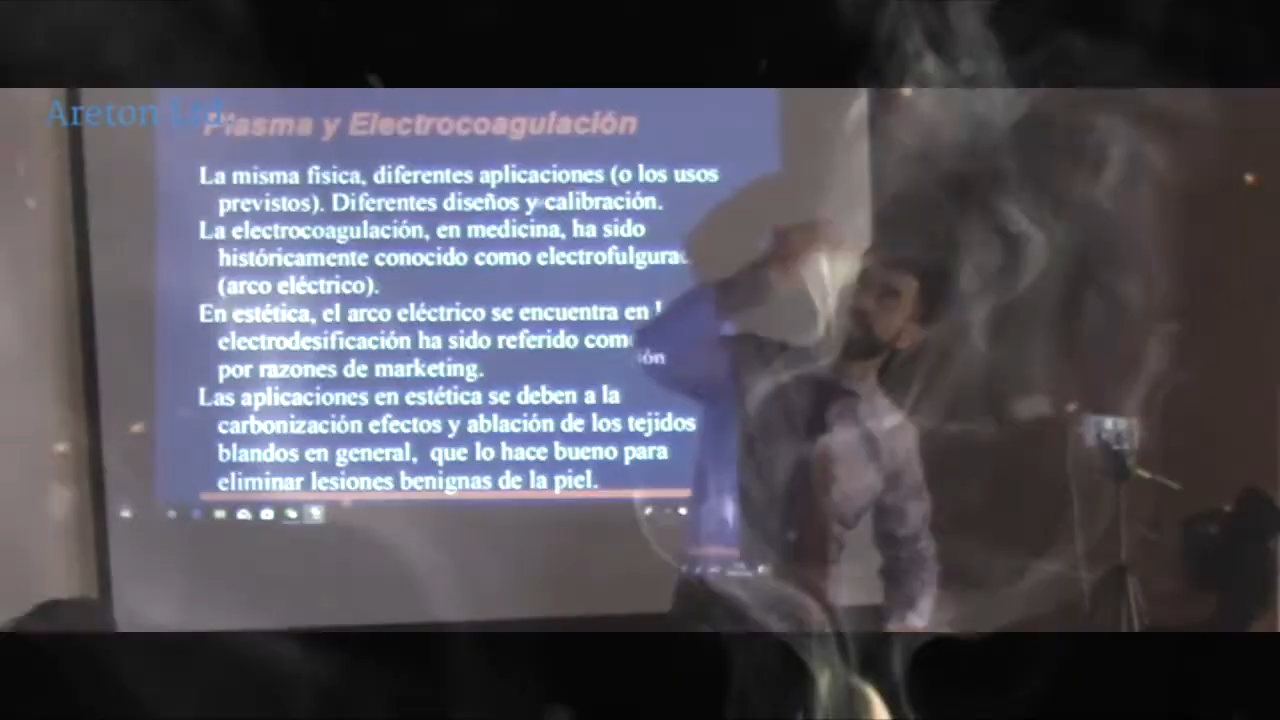 Areton Ltd.
Plasma y Electrocoagulación
La misma física, diferentes aplicaciones (o los usos
previstos). Diferentes diseños y calibración.
La electrocoagulación, en medicina, ha sido
históricamente conocido como
(arco eléctrico).
En estética, el arco eléctrico se encuentra en
electrodesificación ha sido referido
por razones de marketing.
Las aplicaciones en estética se deben a la
carbonización efectos y ablación de los tejidos
blandos en general, que lo hace bueno para
eliminar lesiones benignas de la piel.